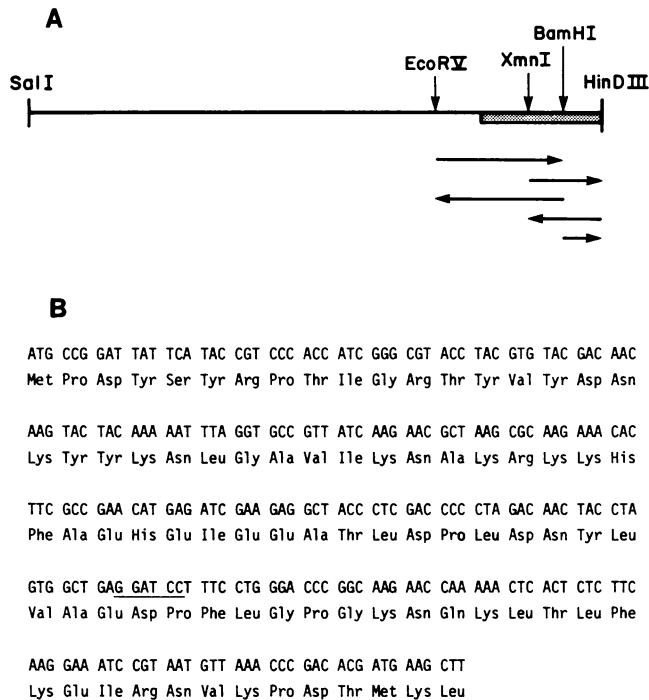 A
BamHI
EcoRV XmnI
SalI HinDIII
B
ATG CCG GAT TAT TCA TAC CGT CCC ACC ATC GGG CGT ACC TAC GTG TAC GAC AAC
Met Pro Asp Tyr Ser Tyr Arg Pro Thr Ile Gly Arg Thr Tyr Val Tyr Asp Asn
AAG TAC TAC AAA AAT TTA GGT GCC GTT ATC AAG AAC GCT AAG CGC AAG AAA CAC
Lys Tyr Tyr Lys Asn Leu Gly Ala Val Ile Lys Asn Ala Lys Arg Lys Lys His
TTC GCC GAA CAT GAG ATC GAA GAG GCT ACC CTC GAC CCC CTA GAC AAC TAC CTA
Phe Ala Glu His Glu Ile Glu Glu Ala Thr Leu Asp Pro Leu Asp Asn Tyr Leu
GTG GCT GAG GAT CCT TTC CTG GGA CCC GGC AAG AAC CAA AAA CTC ACT CTC TTC
Val Ala Glu Asp Pro Phe Leu Gly Pro Gly Lys Asn Gln Lys Leu Thr Leu Phe
AAG GAA ATC CGT AAT GTT AAA CCC GAC ACG ATG AAG CTT
Lys Glu Ile Arg Asn Val Lys Pro Asp Thr Met Lys Leu